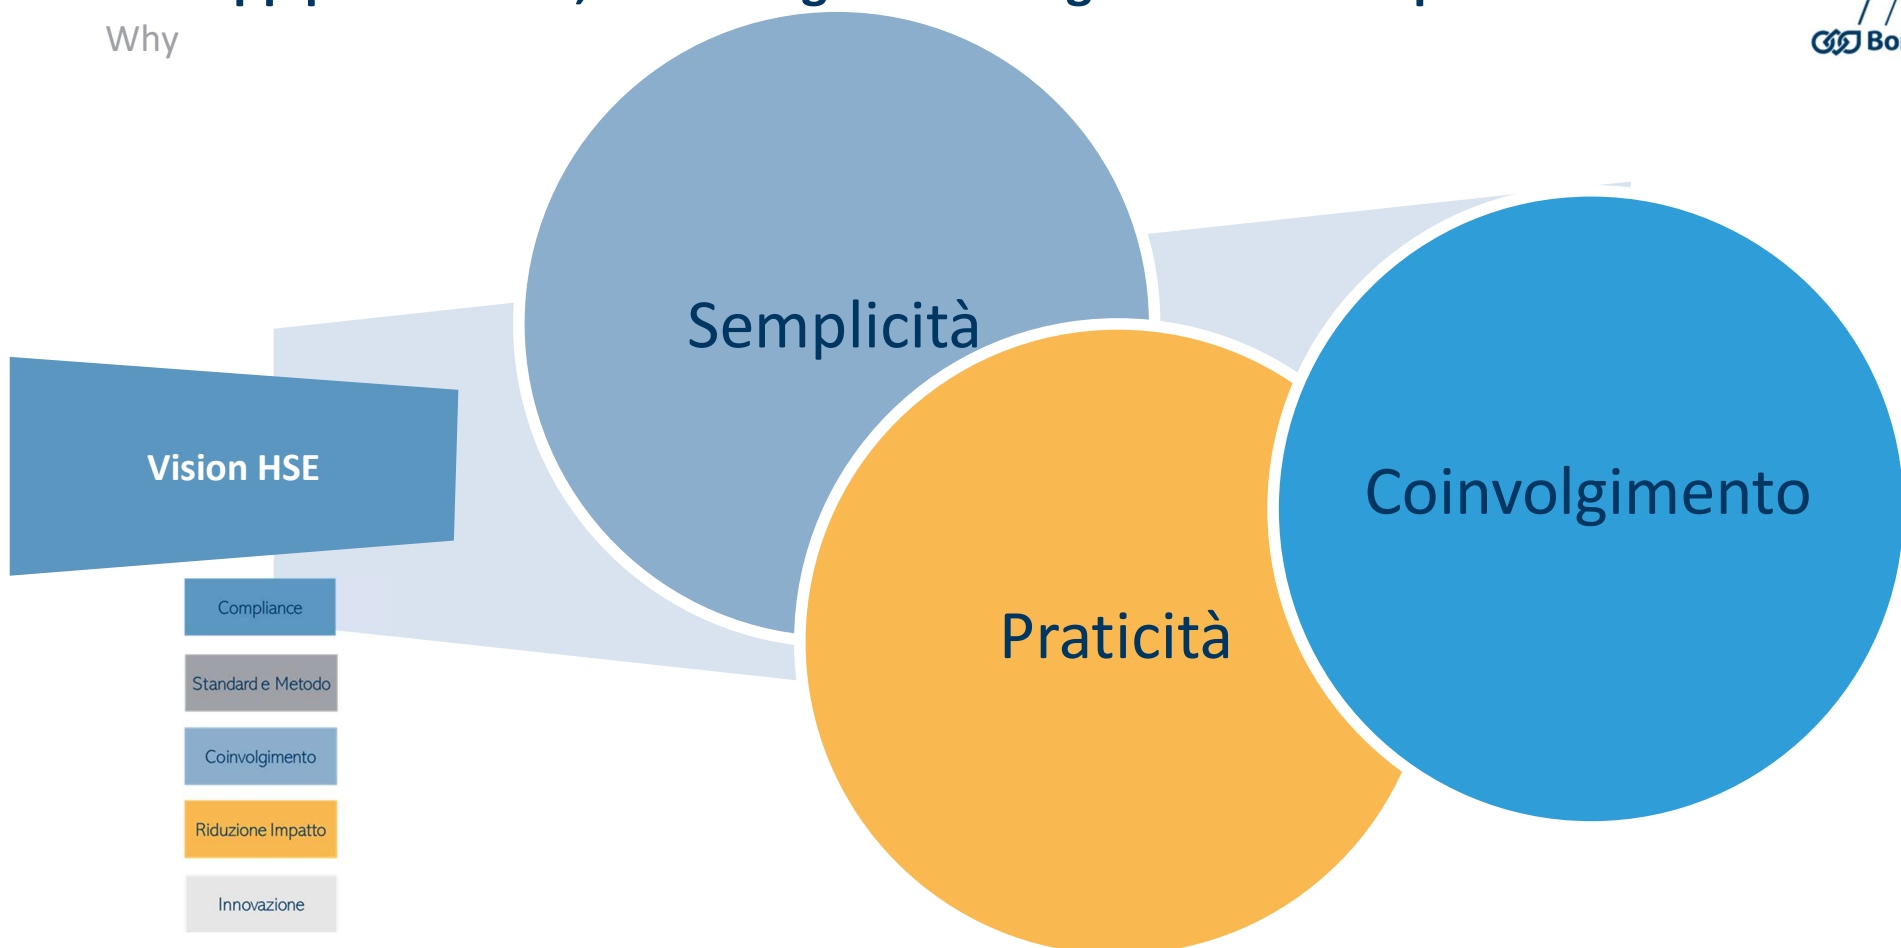 Why
Semplicità
Coinvolgimento
Vision HSE
Praticità
Compliance
Standard e Metodo
Coinvolgimento
Riduzione Impatto
Innovazione